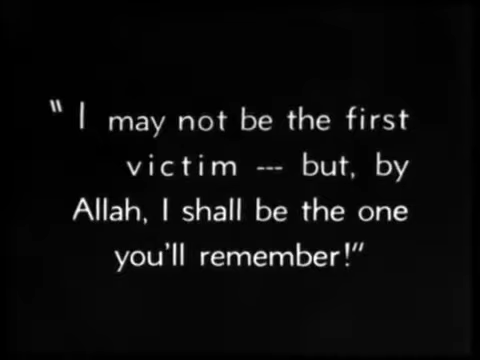 “ I may not be the first
victim --- but, by
Allah, I shall be the one
you'll remember!”